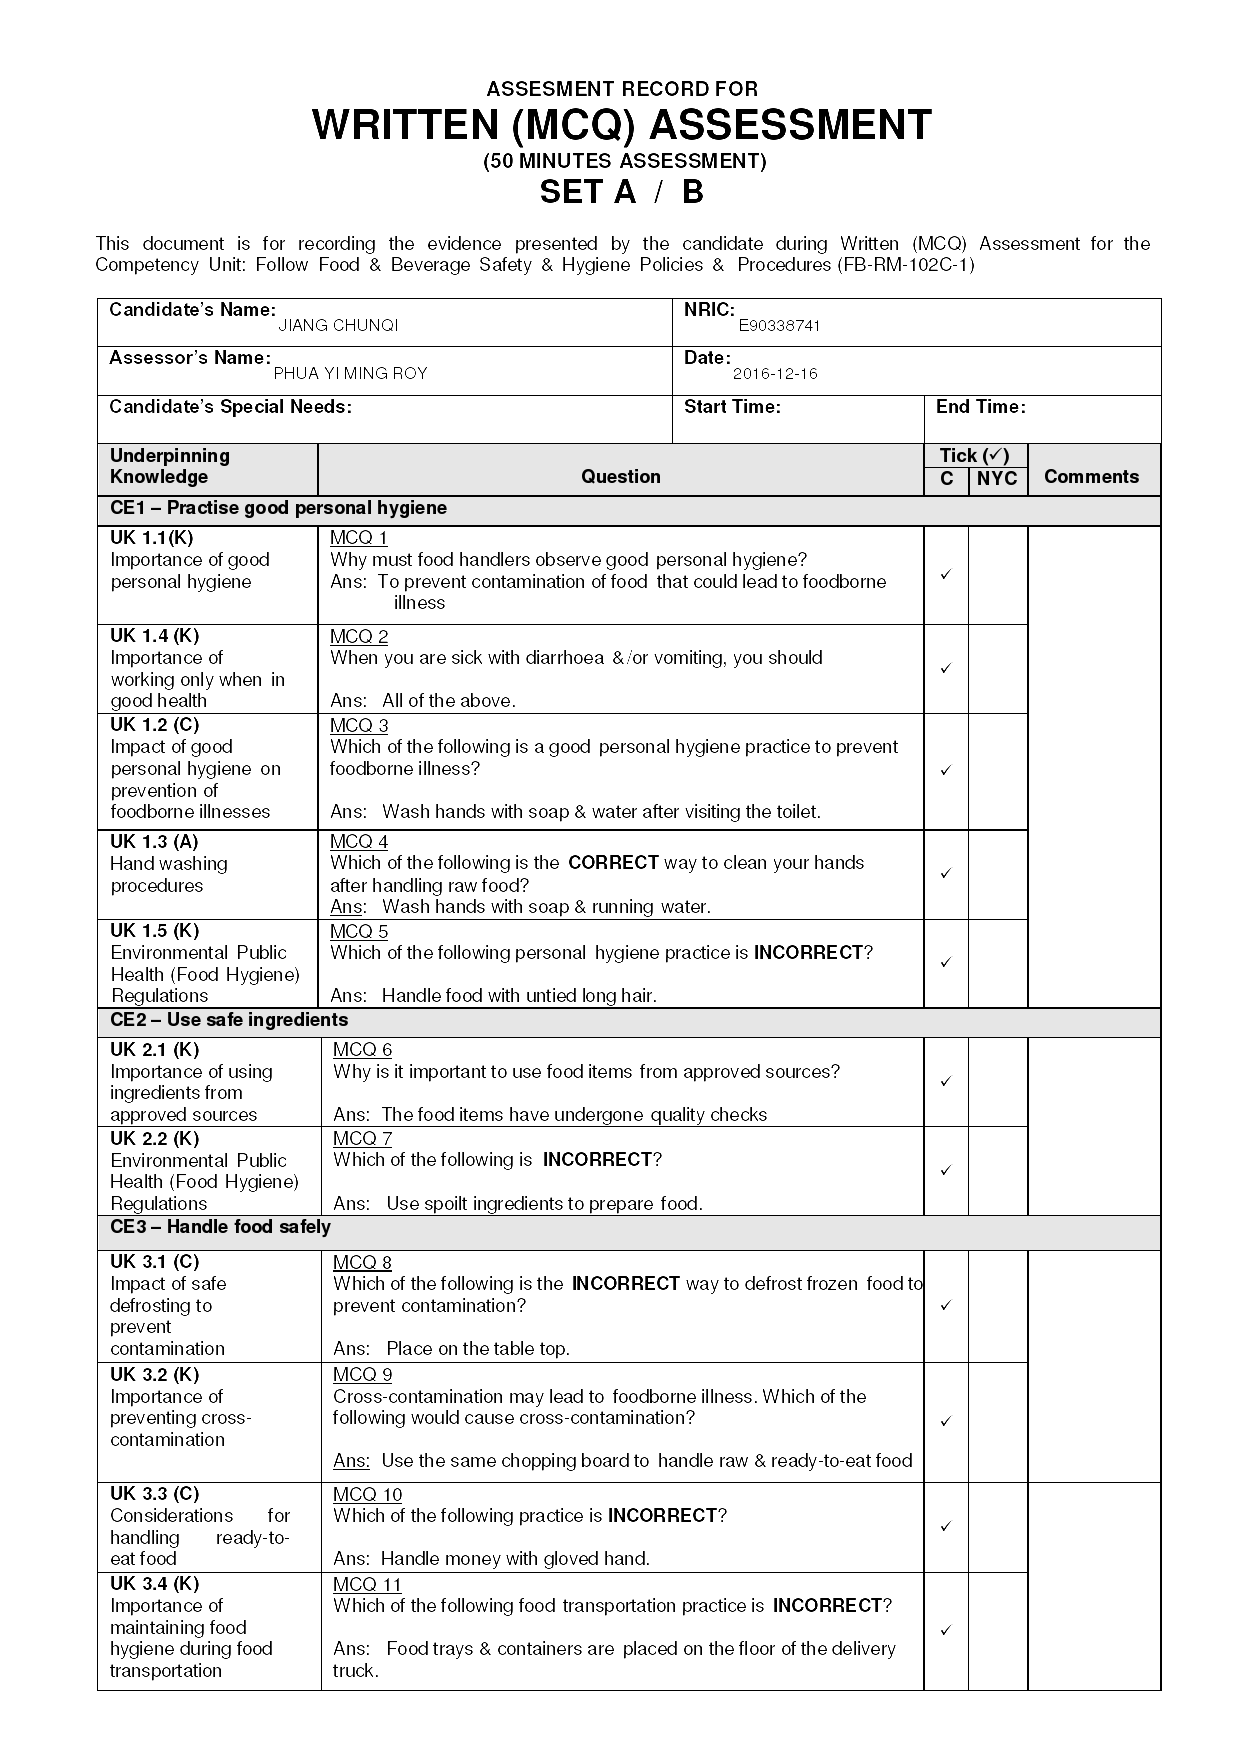 ASSESMENT RECORD FOR
WRITTEN (MCQ) ASSESSMENT
(50 MINUTES ASSESSMENT)
SET A / B
This document is for recording the evidence presented by the candidate during Written (MCQ) Assessment for the
Competency Unit: Follow Food & Beverage Safety & Hygiene Policies & Procedures (FB-RM-102C-1)
Candidate's Name: JIANG CHUNQI
NRIC: E90338741
Assessor's Name: PHUA YI MING ROY
Date: 2016-12-16
Candidate's Special Needs:
Start Time:
End Time:
Underpinning
Knowledge
Question
Tick (✓)
C
NYC
Comments
CE1 – Practise good personal hygiene
UK 1.1(K)
Importance of good
personal hygiene
MCQ 1
Why must food handlers observe good personal hygiene?
Ans: To prevent contamination of food that could lead to foodborne
illness
✓
UK 1.4 (K)
Importance of
working only when in
good health
MCQ 2
When you are sick with diarrhoea &/or vomiting, you should
Ans: All of the above.
✓
UK 1.2 (C)
Impact of good
personal hygiene on
prevention of
foodborne illnesses
MCQ 3
Which of the following is a good personal hygiene practice to prevent
foodborne illness?
Ans: Wash hands with soap & water after visiting the toilet.
✓
UK 1.3 (A)
Hand washing
procedures
MCQ 4
Which of the following is the CORRECT way to clean your hands
after handling raw food?
Ans: Wash hands with soap & running water.
✓
UK 1.5 (K)
Environmental Public
Health (Food Hygiene)
Regulations
MCQ 5
Which of the following personal hygiene practice is INCORRECT?
Ans: Handle food with untied long hair.
✓
CE2 – Use safe ingredients
UK 2.1 (K)
Importance of using
ingredients from
approved sources
MCQ 6
Why is it important to use food items from approved sources?
Ans: The food items have undergone quality checks
✓
UK 2.2 (K)
Environmental Public
Health (Food Hygiene)
Regulations
MCQ 7
Which of the following is INCORRECT?
Ans: Use spoilt ingredients to prepare food.
✓
CE3 – Handle food safely
UK 3.1 (C)
Impact of safe
defrosting to
prevent
contamination
MCQ 8
Which of the following is the INCORRECT way to defrost frozen food to
prevent contamination?
Ans: Place on the table top.
✓
UK 3.2 (K)
Importance of
preventing cross-
contamination
MCQ 9
Cross-contamination may lead to foodborne illness. Which of the
following would cause cross-contamination?
Ans: Use the same chopping board to handle raw & ready-to-eat food
✓
UK 3.3 (C)
Considerations for
handling ready-to-
eat food
MCQ 10
Which of the following practice is INCORRECT?
Ans: Handle money with gloved hand.
✓
UK 3.4 (K)
Importance of
maintaining food
hygiene during food
transportation
MCQ 11
Which of the following food transportation practice is INCORRECT?
Ans: Food trays & containers are placed on the floor of the delivery
truck.
✓